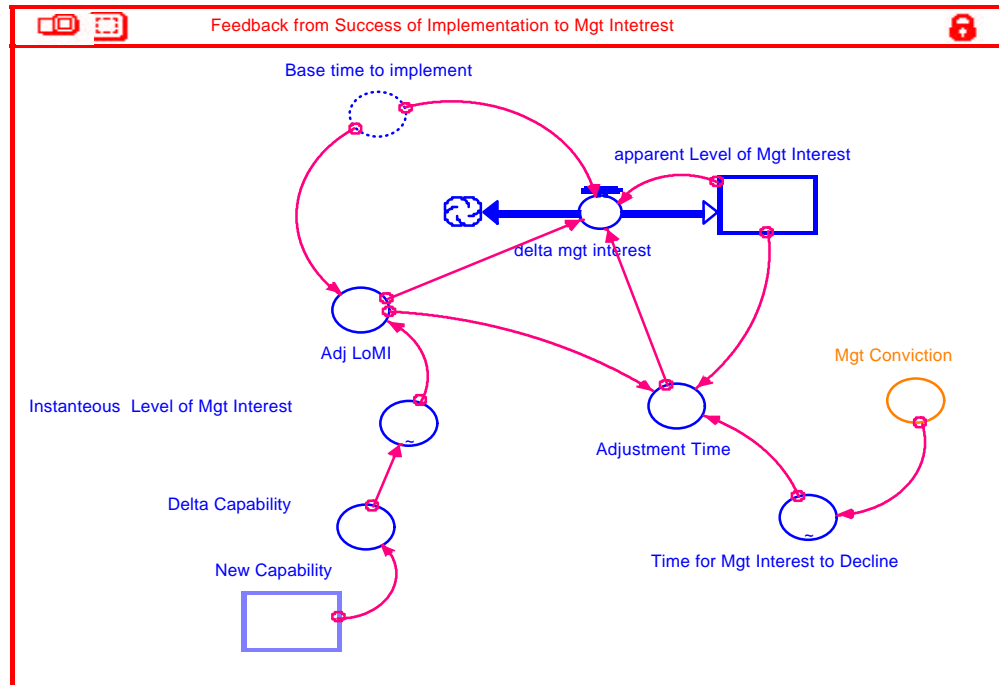 Feedback from Success of Implementation to Mgt Intetrest
Base time to implement
apparent Level of Mgt Interest
delta mgt interest
Adj LoMI
Mgt Conviction
Instanteous  Level of Mgt Interest
Adjustment Time
Delta Capability
Time for Mgt Interest to Decline
New Capability
~
~